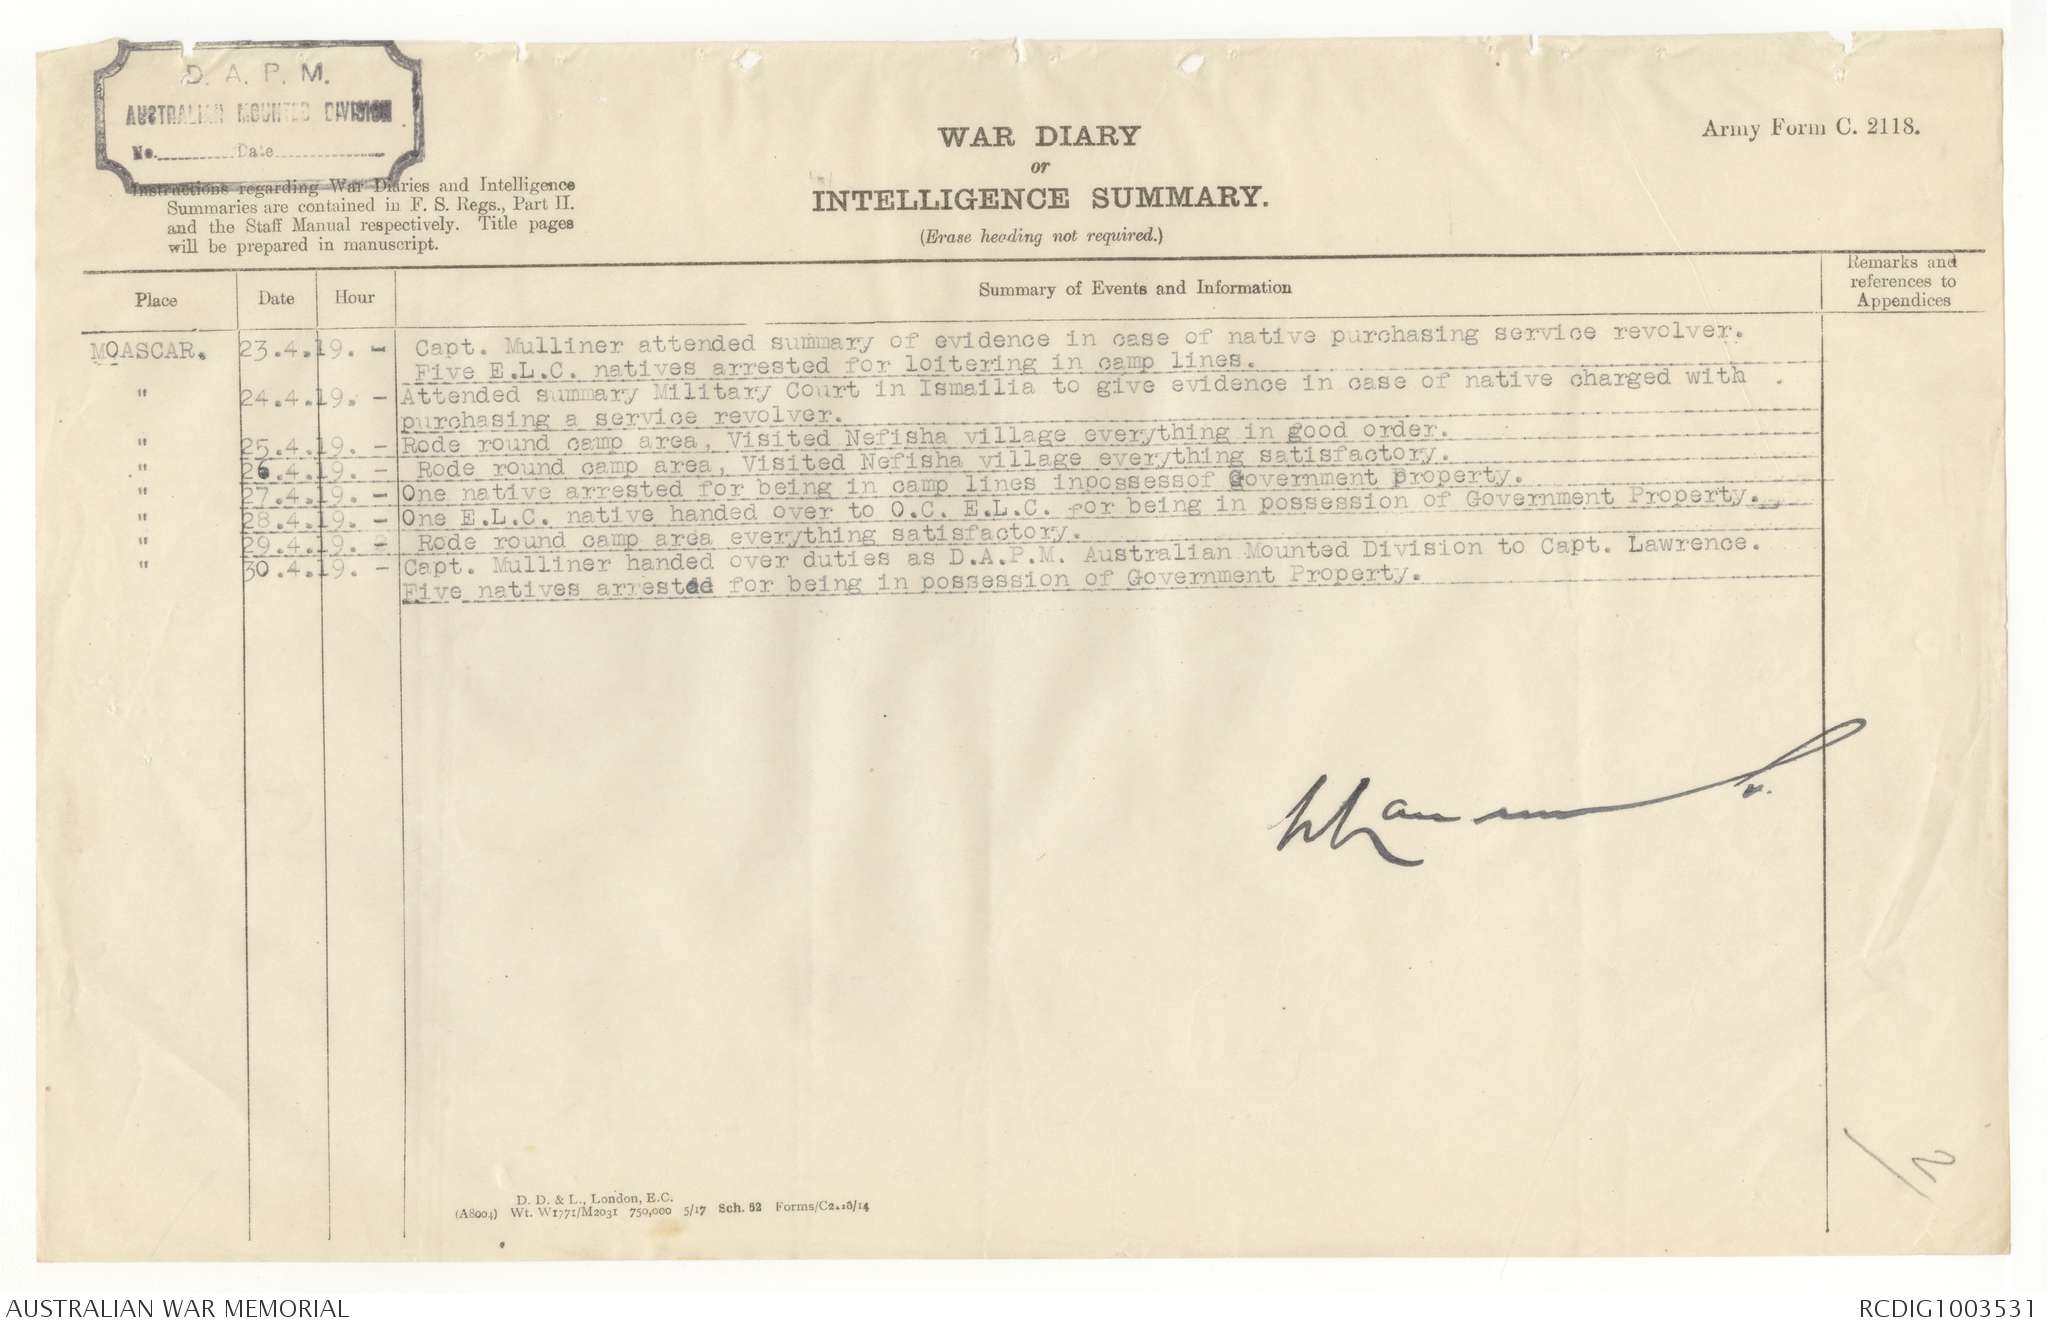 D. A. P. M.
AUSTRALIAN MOUNTED DIVISION
No. Date
Instructions regarding War Diaries and Intelligence
Summaries are contained in F. S. Regs., Part II.
and the Staff Manual respectively. Title pages
will be prepared in manuscript.
WAR DIARY
or
INTELLIGENCE SUMMARY.
(Erase heading not required.)
Army Form C. 2118.
Place Date Hour Summary of Events and Information Remarks and references to Appendices
MOASCAR. 23.4.19. - Capt. Mulliner attended summary of evidence in case of native purchasing service revolver.
Five E.L.C. natives arrested for loitering in camp lines.
" 24.4.19. - Attended summary Military Court in Ismailia to give evidence in case of native charged with
purchasing a service revolver.
" 25.4.19. - Rode round camp area, Visited Nefisha village everything in good order.
" 26.4.19. - Rode round camp area, Visited Nefisha village everything satisfactory.
" 27.4.19. - One native arrested for being in camp lines inpossessof Government Property.
" 28.4.19. - One E.L.C. native handed over to O.C. E.L.C. for being in possession of Government Property.
" 29.4.19. - Rode round camp area everything satisfactory.
" 30.4.19. - Capt. Mulliner handed over duties as D.A.P.M. Australian Mounted Division to Capt. Lawrence.
Five natives arrested for being in possession of Government Property.
2/
D. D. & L., London, E.C.
(A8004) Wt. W1771/M2031 750,000 5/17 Sch. 52 Forms/C2118/14
AUSTRALIAN WAR MEMORIAL
RCDIG1003531